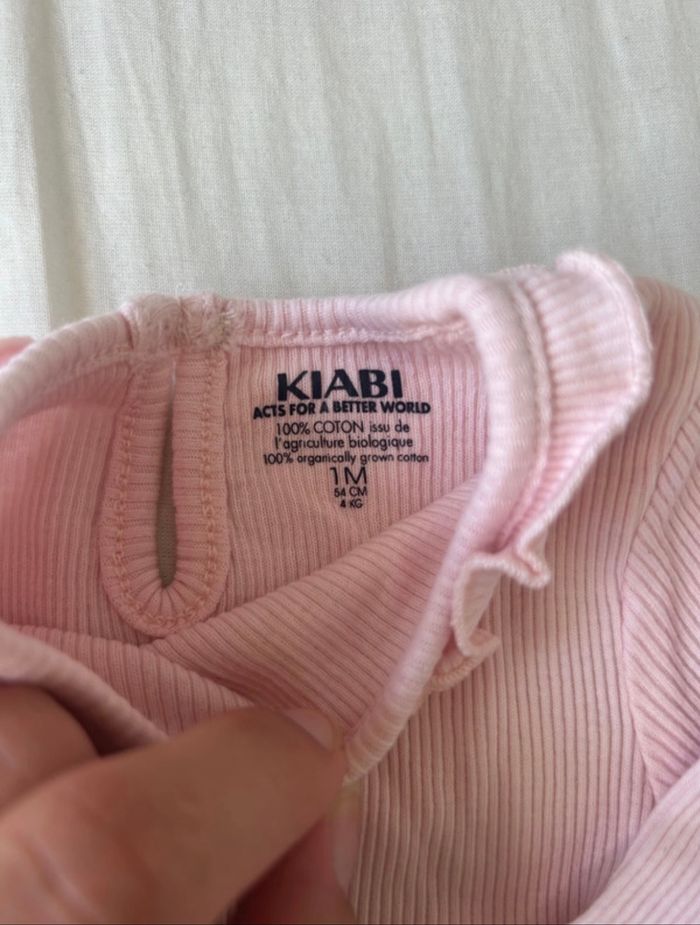 KIABI
ACTS FOR A BETTER WORLD
100% COTON issu de
l'agriculture biologique
100% organically grown cotton
1M
54 CM
4 KG